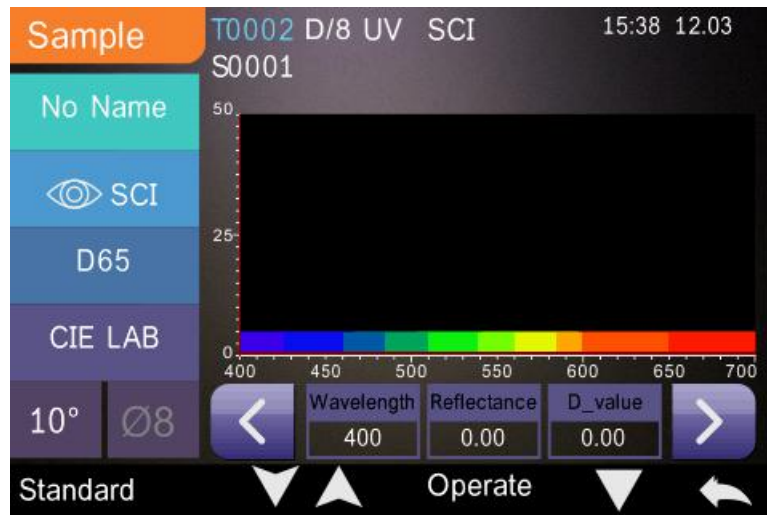 Sample
T0002 D/8 UV SCI 15:38 12.03
S0001
No Name
SCI
D65
CIE LAB
10° Ø8
50
25
0
400 450 500 550 600 650 700
Wavelength Reflectance D_value
400 0.00 0.00
Standard Operate